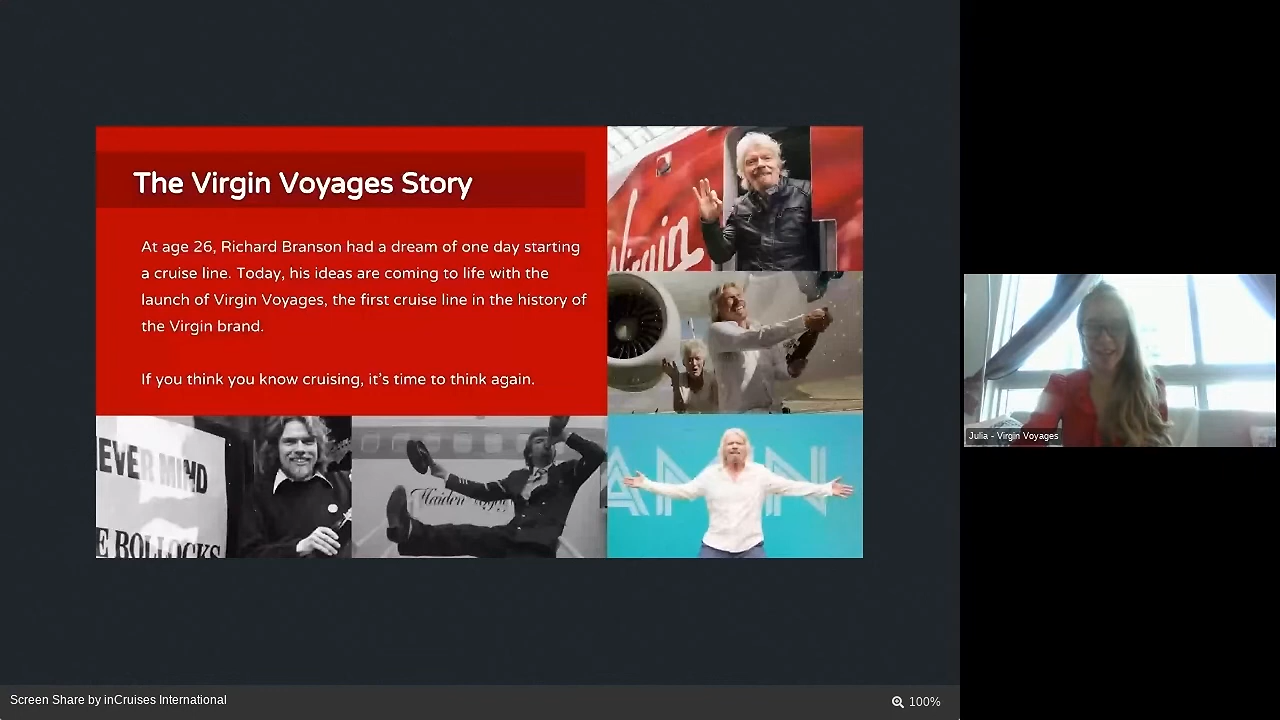 The Virgin Voyages Story
At age 26, Richard Branson had a dream of one day starting
a cruise line. Today, his ideas are coming to life with the
launch of Virgin Voyages, the first cruise line in the history of
the Virgin brand.
If you think you know cruising, it's time to think again.
Virgin
EVER MIND
E BOLLOCKS
Maiden
Julia - Virgin Voyages
Screen Share by inCruises International
100%